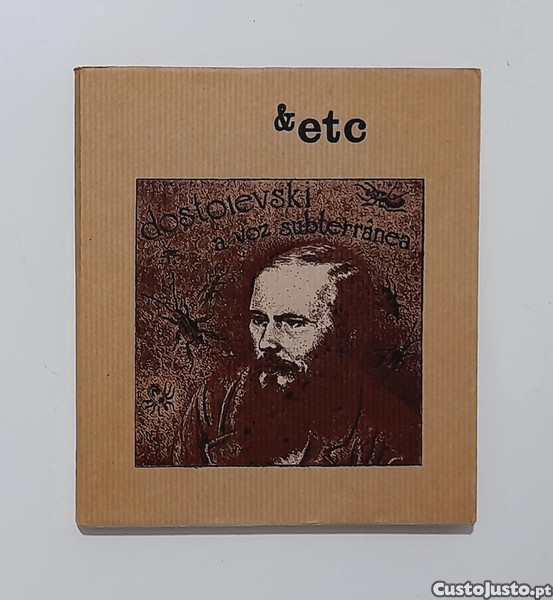 &etc
dostoievski
a voz subterrânea
CustoJusto.pt